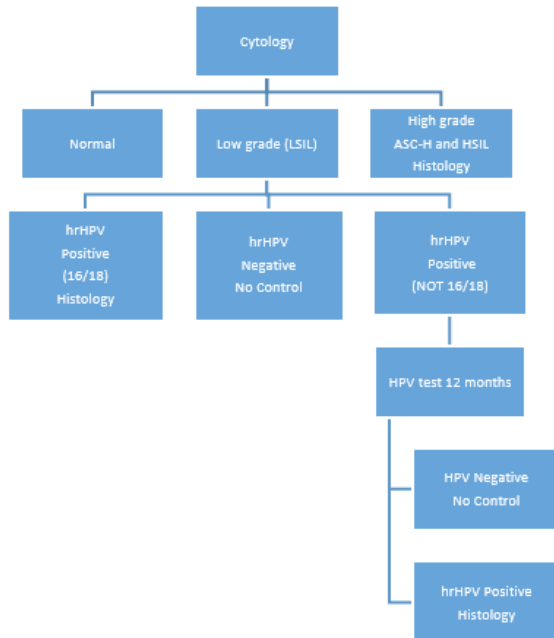 Cytology
Normal
Low grade (LSIL)
High grade
ASC-H and HSIL
Histology
hrHPV
Positive
(16/18)
Histology
hrHPV
Negative
No Control
hrHPV
Positive
(NOT 16/18)
HPV test 12 months
HPV Negative
No Control
hrHPV Positive
Histology